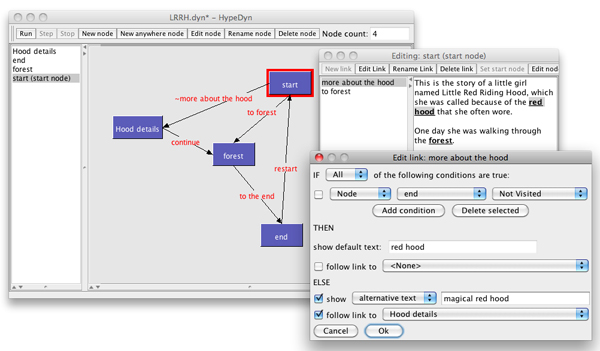 LRRH.dyn* – HypeDyn
Run Step Stop New node New anywhere node Edit node Rename node Delete node Node count: 4
Hood details
end
forest
start (start node)
start
~more about the hood
to forest
Hood details
continue
forest
restart
to the end
end
Editing: start (start node)
New link Edit Link Rename Link Delete link Set start node Edit nod
more about the hood
to forest
This is the story of a little girl
named Little Red Riding Hood, which
she was called because of the red
hood that she often wore.
One day she was walking through
the forest.
Edit link: more about the hood
IF All of the following conditions are true:
Node end Not Visited
Add condition Delete selected
THEN
show default text: red hood
follow link to <None>
ELSE
show alternative text magical red hood
follow link to Hood details
Cancel Ok